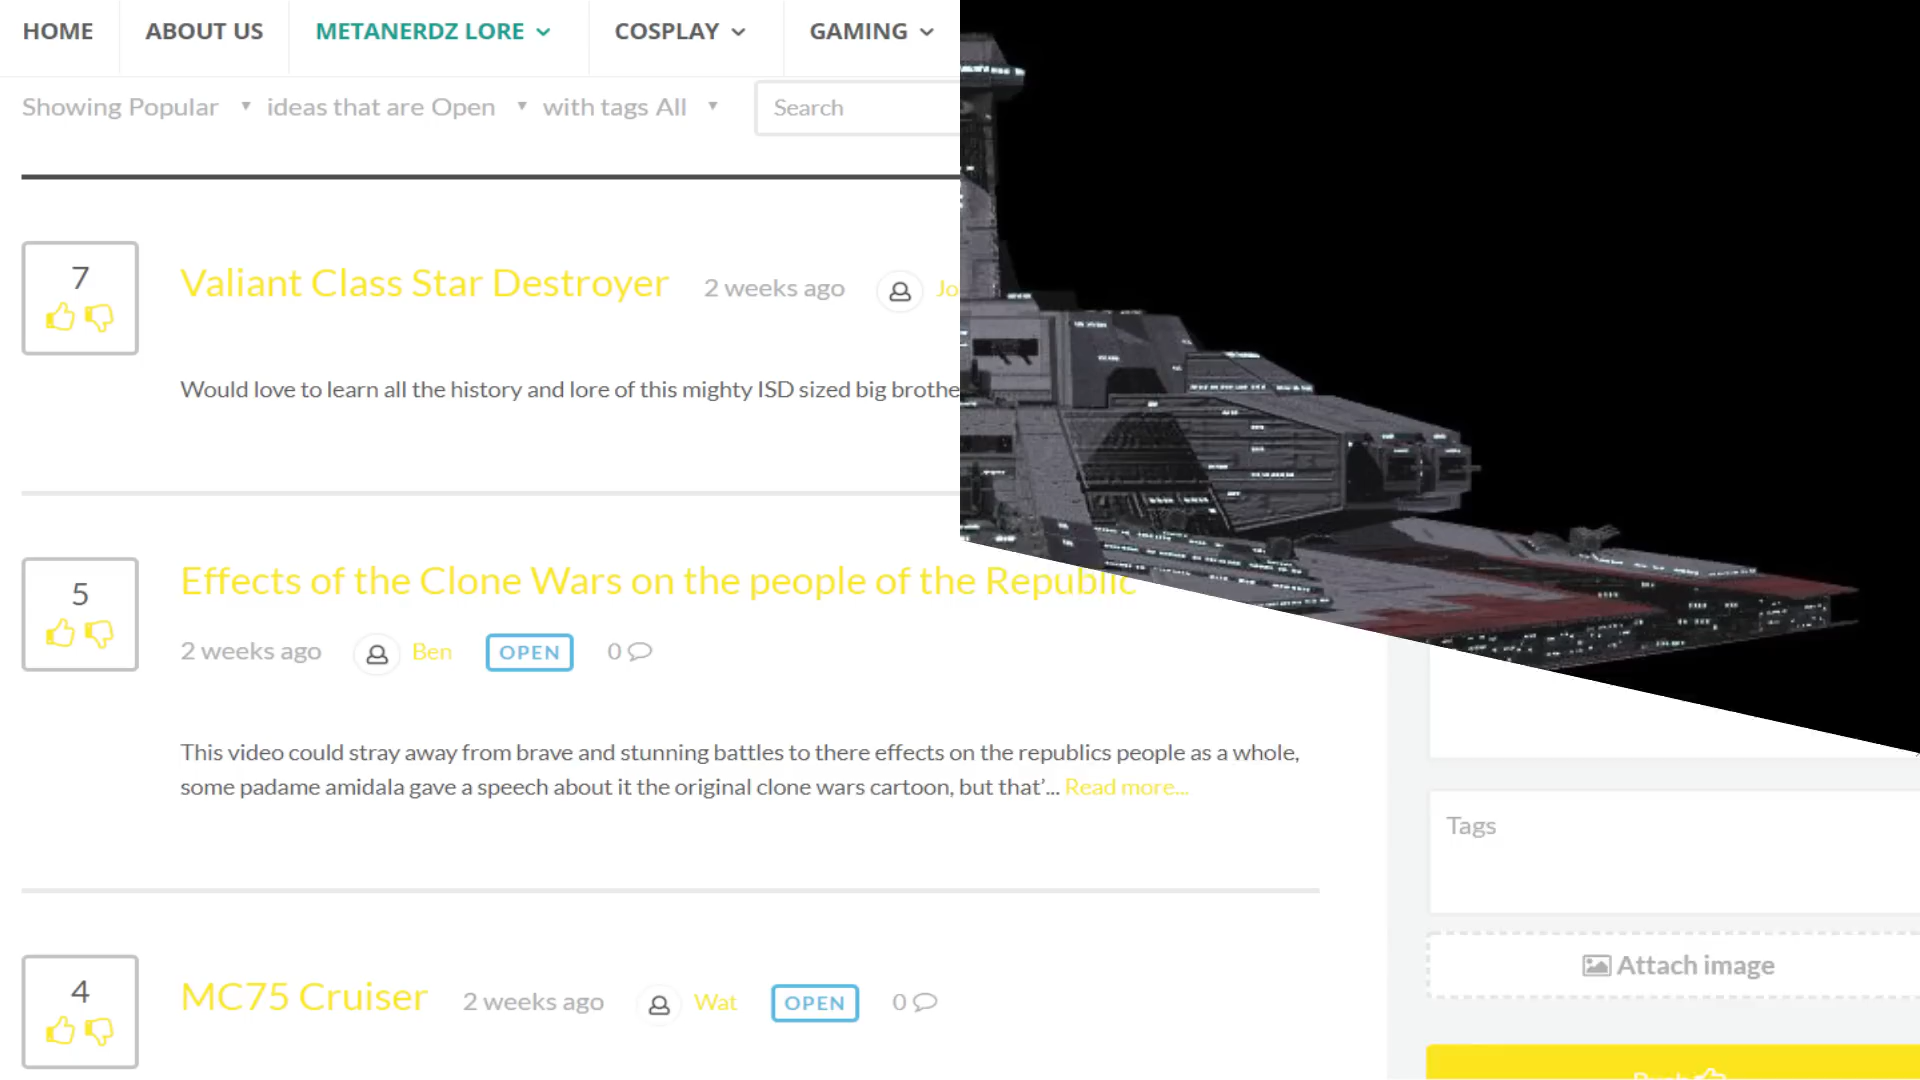 HOME ABOUT US METANERDZ LORE COSPLAY GAMING
Showing Popular ideas that are Open with tags All Search
7
Valiant Class Star Destroyer 2 weeks ago Jo
Would love to learn all the history and lore of this mighty ISD sized big brothe
5
Effects of the Clone Wars on the people of the Republic
2 weeks ago Ben OPEN 0
This video could stray away from brave and stunning battles to there effects on the republics people as a whole,
some padame amidala gave a speech about it the original clone wars cartoon, but that’... Read more...
Tags
Attach image
4
MC75 Cruiser 2 weeks ago Wat OPEN 0